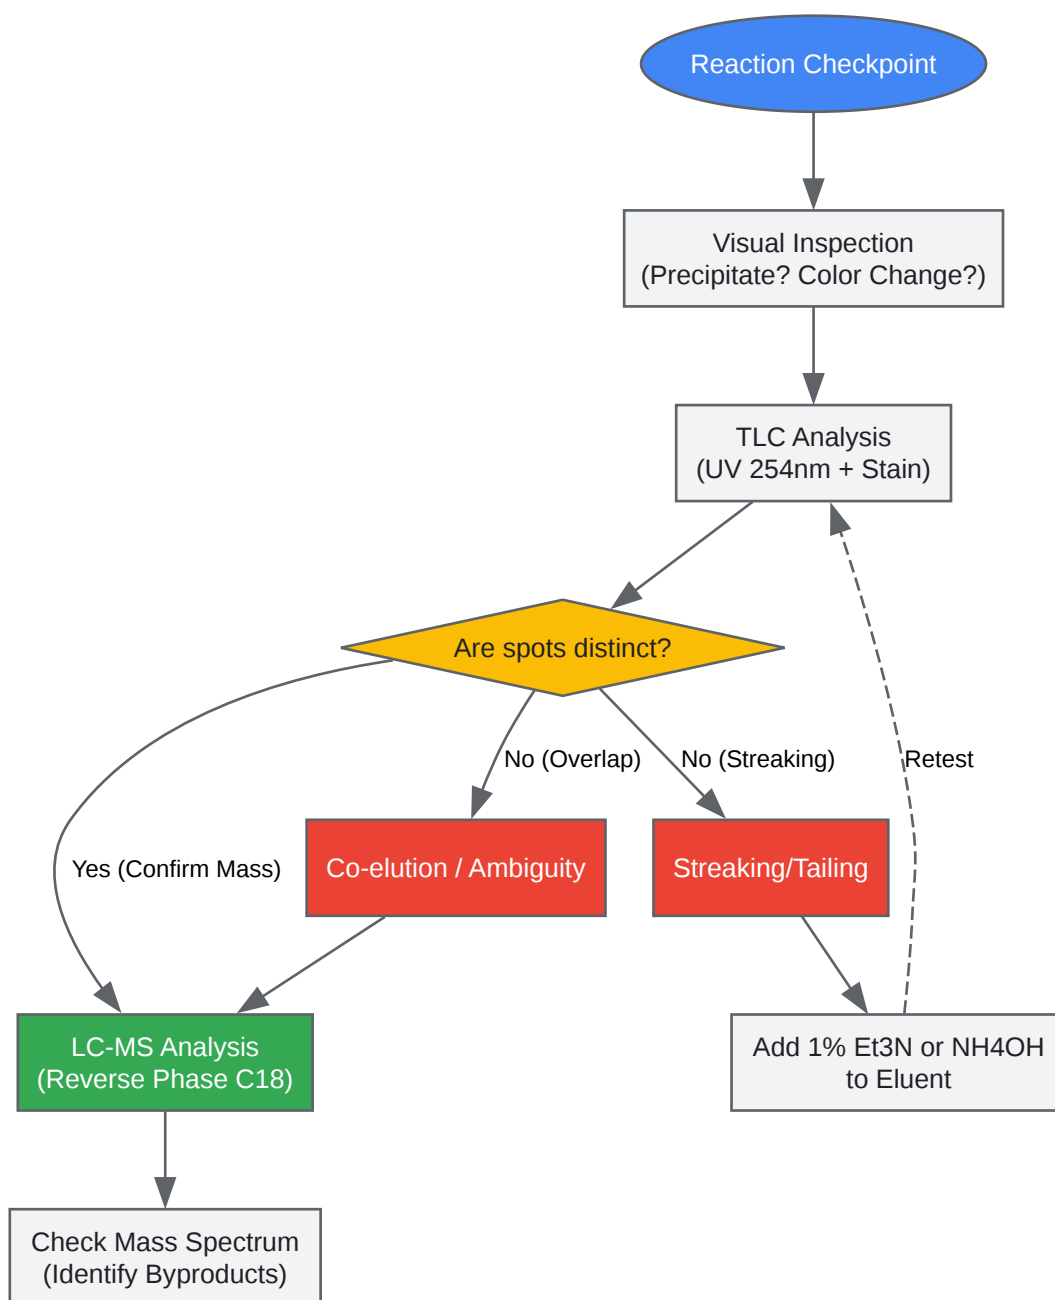 Reaction Checkpoint
Visual Inspection
(Precipitate? Color Change?)
TLC Analysis
(UV 254nm + Stain)
Are spots distinct?
No (Overlap)
No (Streaking)
Retest
Yes (Confirm Mass)
Co-elution / Ambiguity
Streaking/Tailing
LC-MS Analysis
(Reverse Phase C18)
Add 1% Et3N or NH4OH
to Eluent
Check Mass Spectrum
(Identify Byproducts)